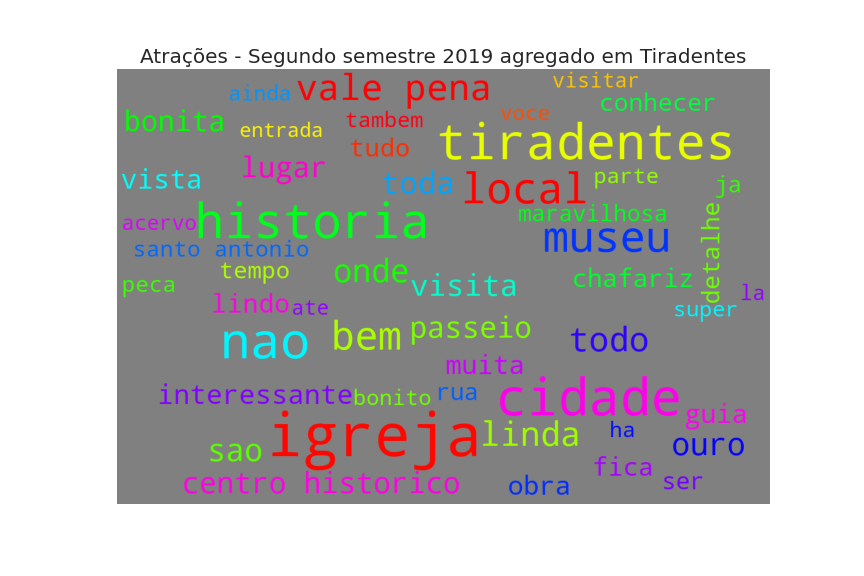 Atrações - Segundo semestre 2019 agregado em Tiradentes
ainda
vale pena
visitar
conhecer
bonita
entrada
tambem
voce
tudo
tiradentes
vista
lugar
toda
local
parte
ja
acervo
historia
maravilhosa
museu
detalhe
santo antonio
peca
tempo
onde
visita
chafariz
la
lindo
ate
super
nao
bem
passeio
todo
muita
interessante
bonito
rua
cidade
guia
sao
igreja
linda
ha
ouro
centro historico
obra
fica
ser